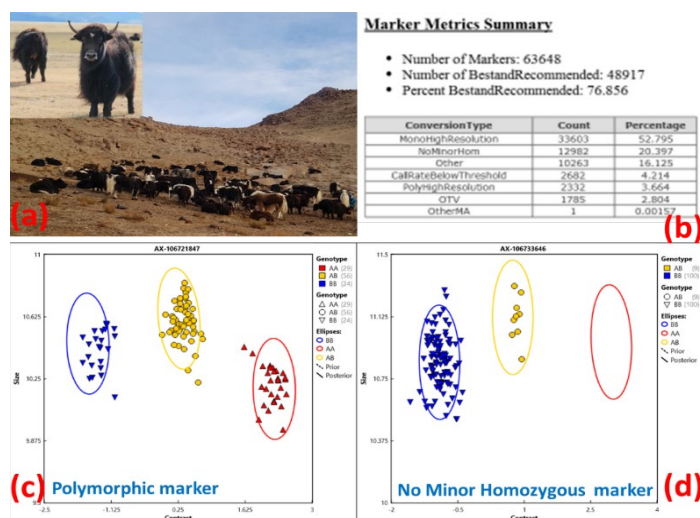 (a)
Marker Metrics Summary
• Number of Markers: 63648
• Number of BestandRecommended: 48917
• Percent BestandRecommended: 76.856
ConversionType Count Percentage
MonoHighResolution 33603 52.795
NoMinorHom 12982 20.397
Other 10263 16.125
CallRateBelowThreshold 2682 4.214
PolyHighResolution 2332 3.664
OTV 1785 2.804
OtherMA 1 0.00157
(b)
AX-106721847
11
10.625
10.25
9.875
9.5
Size
-2.5 -1.125 0.25 1.625 3
Contrast
Genotype
AA (29)
AB (56)
BB (24)
AA (29)
AB (56)
BB (24)
Ellipses:
BB
AA
AB
Prior
Posterior
(c) Polymorphic marker
AX-106733646
11.5
11.125
10.75
10.375
10
Size
-2 -0.5 1 2.5 4
Contrast
Genotype
AB (9)
BB (100)
AB (9)
BB (100)
Ellipses:
BB
AA
AB
Prior
Posterior
No Minor Homozygous marker (d)